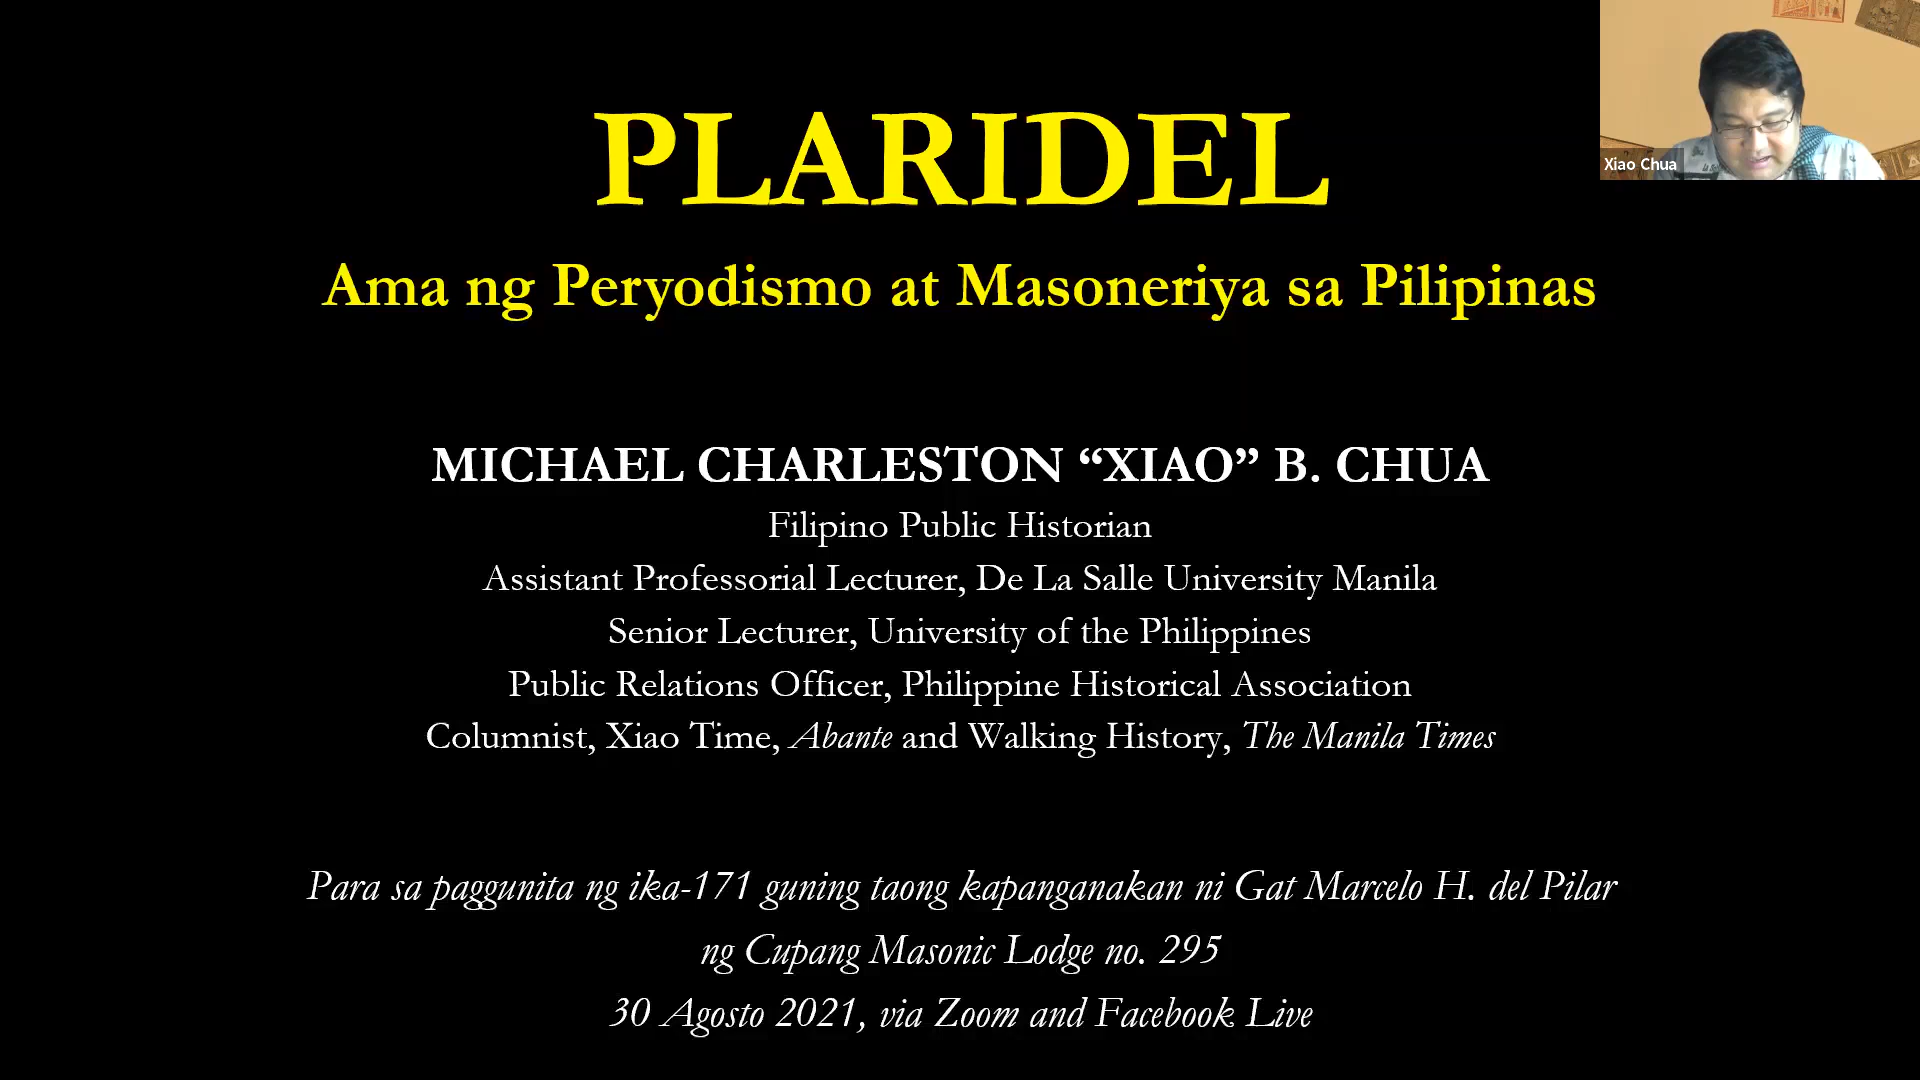 PLARIDEL
Ama ng Peryodismo at Masoneriya sa Pilipinas
MICHAEL CHARLESTON “XIAO” B. CHUA
Filipino Public Historian
Assistant Professorial Lecturer, De La Salle University Manila
Senior Lecturer, University of the Philippines
Public Relations Officer, Philippine Historical Association
Columnist, Xiao Time, Abante and Walking History, The Manila Times
Para sa paggunita ng ika-171 guning taong kapanganakan ni Gat Marcelo H. del Pilar
ng Cupang Masonic Lodge no. 295
30 Agosto 2021, via Zoom and Facebook Live
Xiao Chua